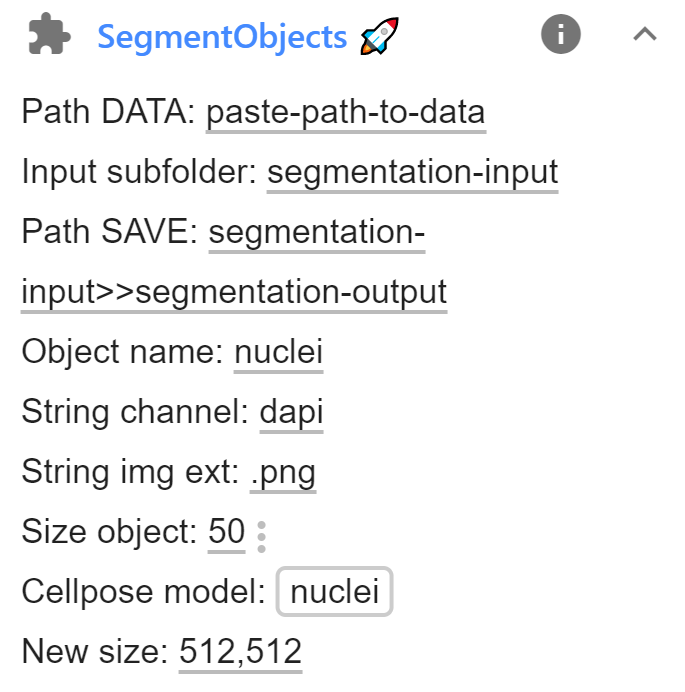 SegmentObjects 🚀
Path DATA: paste-path-to-data
Input subfolder: segmentation-input
Path SAVE: segmentation-
input>>segmentation-output
Object name: nuclei
String channel: dapi
String img ext: .png
Size object: 50
Cellpose model: nuclei
New size: 512,512